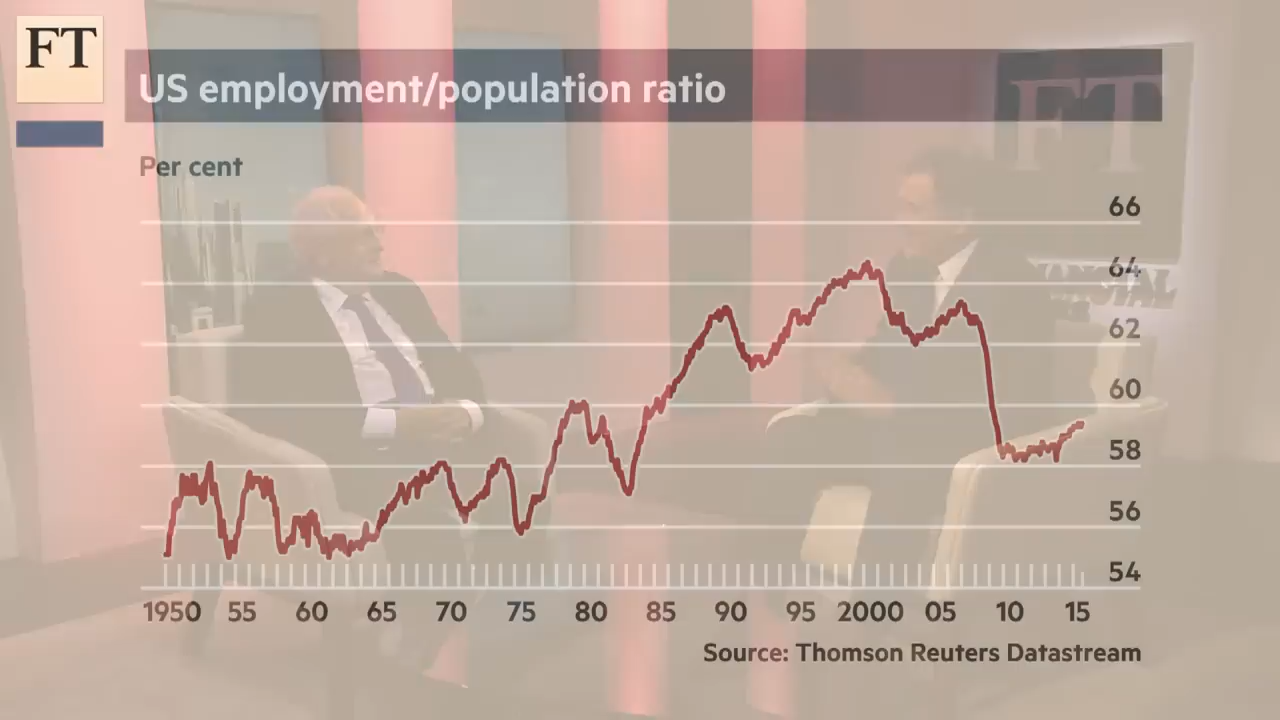 FT
US employment/population ratio
Per cent
66
64
62
60
58
56
54
1950 55 60 65 70 75 80 85 90 95 2000 05 10 15
Source: Thomson Reuters Datastream
FT